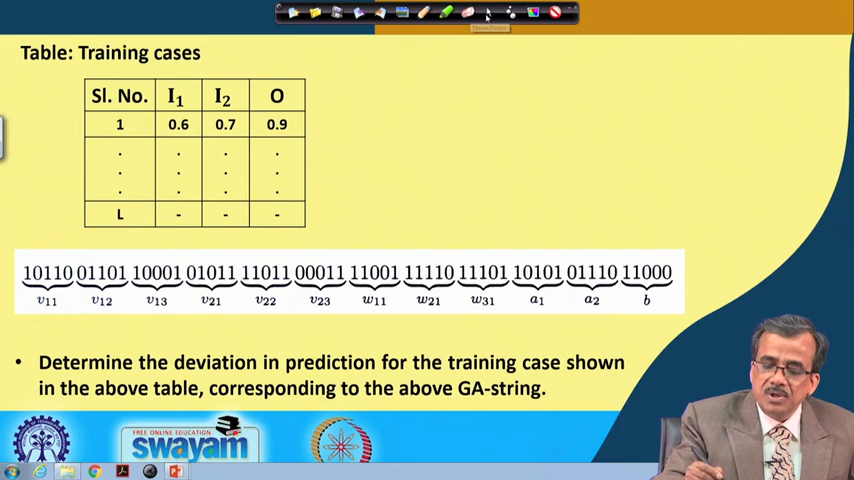 Table: Training cases
Sl. No. I₁ I₂ O
1 0.6 0.7 0.9
. . . .
. . . .
. . . .
L - - -
10110 01101 10001 01011 11011 00011 11001 11110 11101 10101 01110 11000
v₁₁ v₁₂ v₁₃ v₂₁ v₂₂ v₂₃ w₁₁ w₂₁ w₃₁ a₁ a₂ b
• Determine the deviation in prediction for the training case shown
in the above table, corresponding to the above GA-string.
FREE ONLINE EDUCATION
swayam